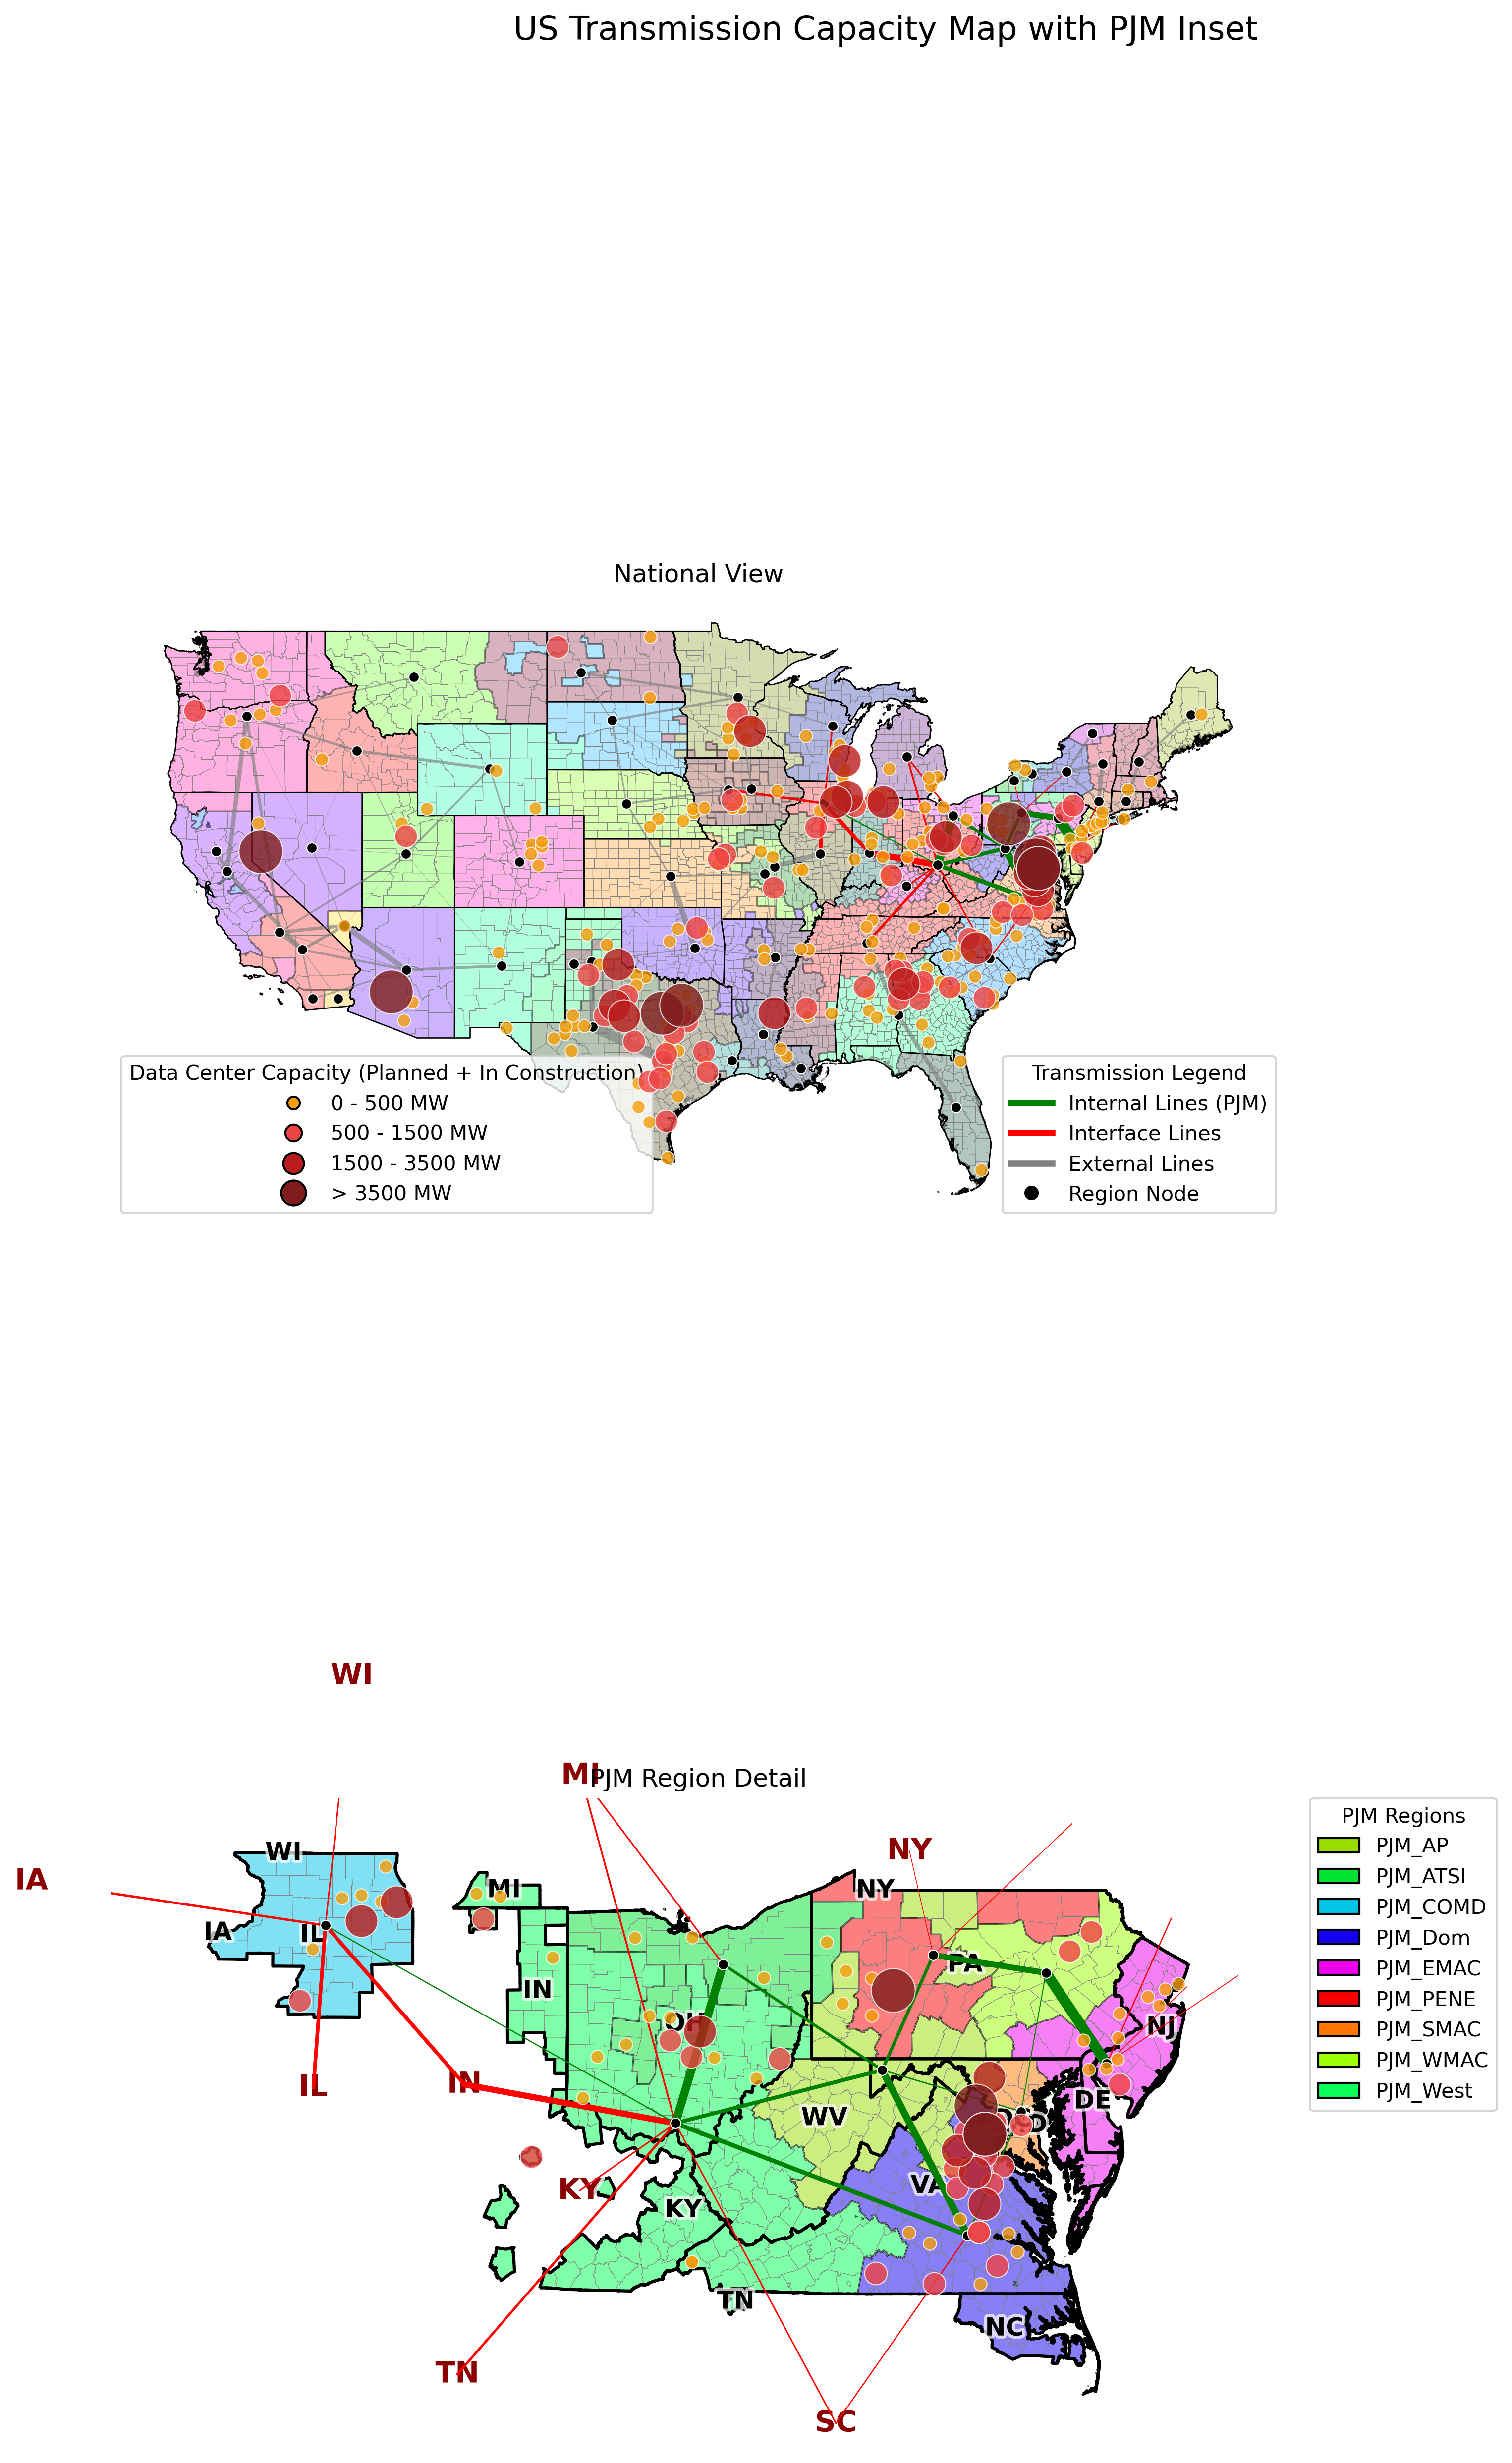 US Transmission Capacity Map with PJM Inset
National View
Data Center Capacity (Planned + In Construction)
0 - 500 MW
500 - 1500 MW
1500 - 3500 MW
> 3500 MW
Transmission Legend
Internal Lines (PJM)
Interface Lines
External Lines
Region Node
WI
MI
PJM Region Detail
PJM Regions
PJM_AP
PJM_ATSI
PJM_COMD
PJM_Dom
PJM_EMAC
PJM_PENE
PJM_SMAC
PJM_WMAC
PJM_West
NY
WI
IA
MI
NY
IA
IL
PA
IN
OH
NJ
IL
IN
DE
WV
VA
KY
KY
TN
NC
TN
SC